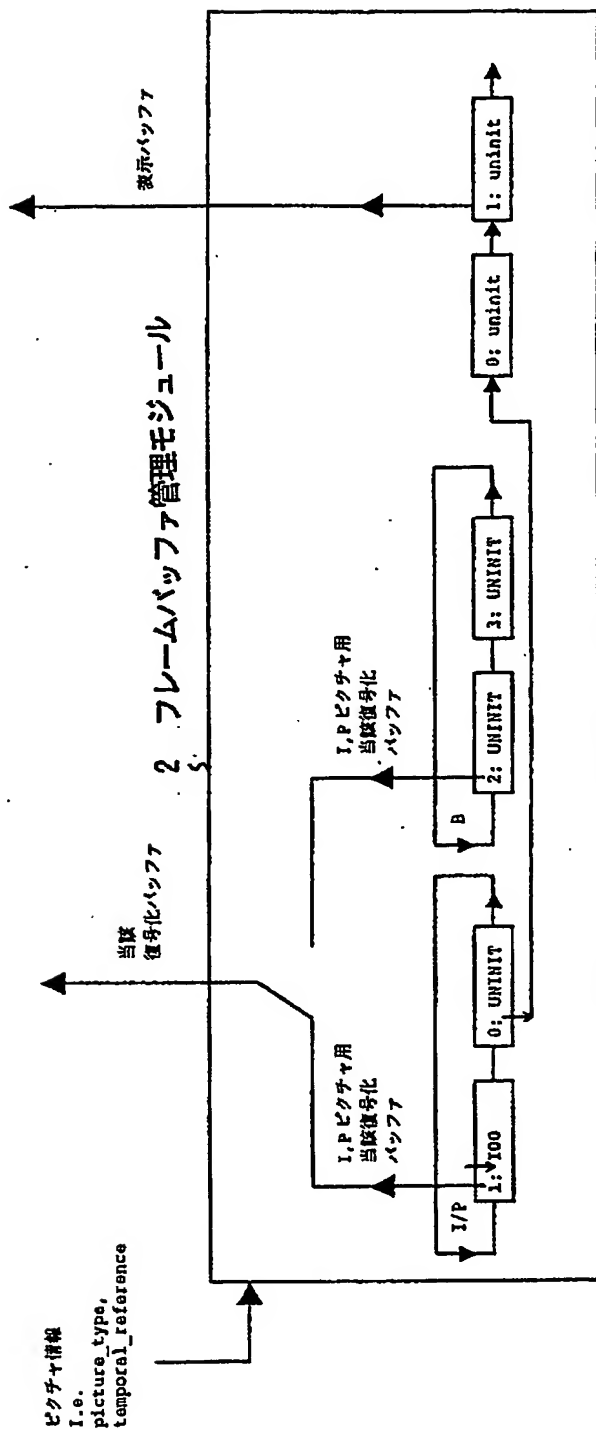 ピクチャ情報
I.e.
picture_type,
temporal_reference
当該
復号化バッファ
表示バッファ
2 フレームバッファ管理モジュール
I,Pピクチャ用
当該復号化
バッファ
I,Pピクチャ用
当該復号化
バッファ
I/P
1: I00
0: UNINIT
B
2: UNINIT
3: UNINIT
0: uninit
1: uninit